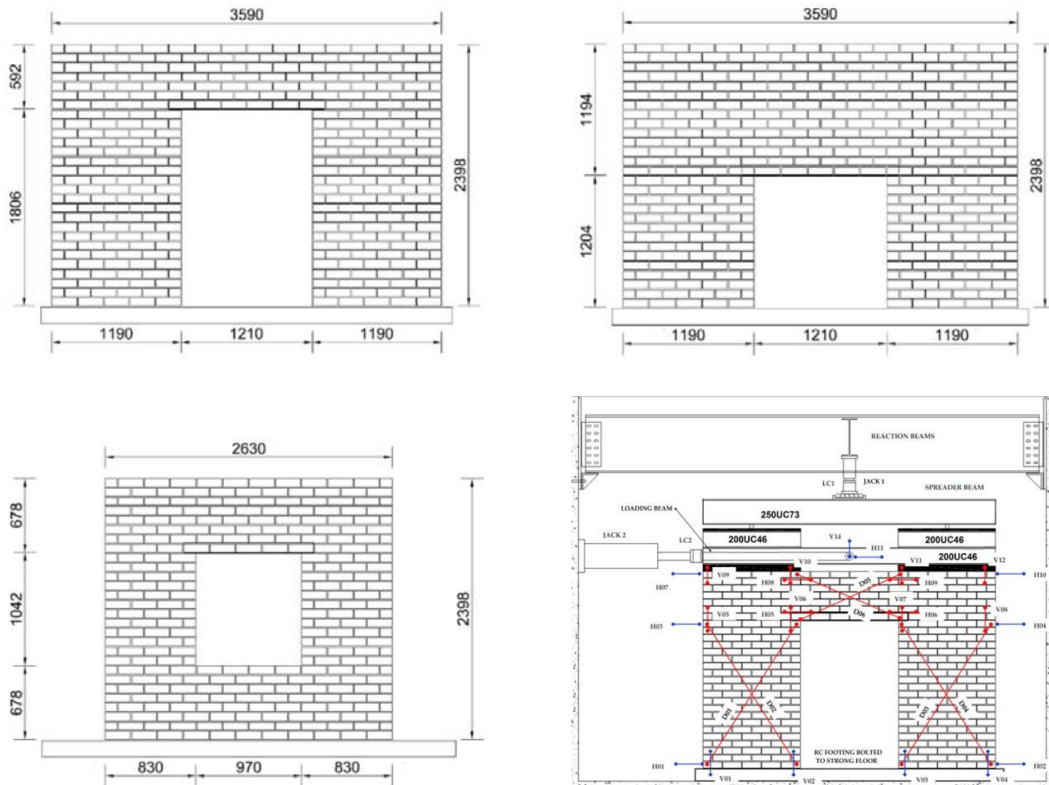 3590
592
1806
2398
1190
1210
1190
3590
1194
1204
2398
1190
1210
1190
2630
678
1042
678
2398
830
970
830
REACTION BEAMS
LC1
JACK 1
SPREADER BEAM
250UC73
LOADING BEAM
JACK 2
LC2
200UC46
V14
H11
200UC46
200UC46
V10
V11
V12
H07
V09
H08
D05
H09
H10
V06
V07
H03
V05
H05
D06
H06
V08
H04
D01
D02
D03
D04
RC FOOTING BOLTED
TO STRONG FLOOR
H01
V01
V02
V03
V04
H02